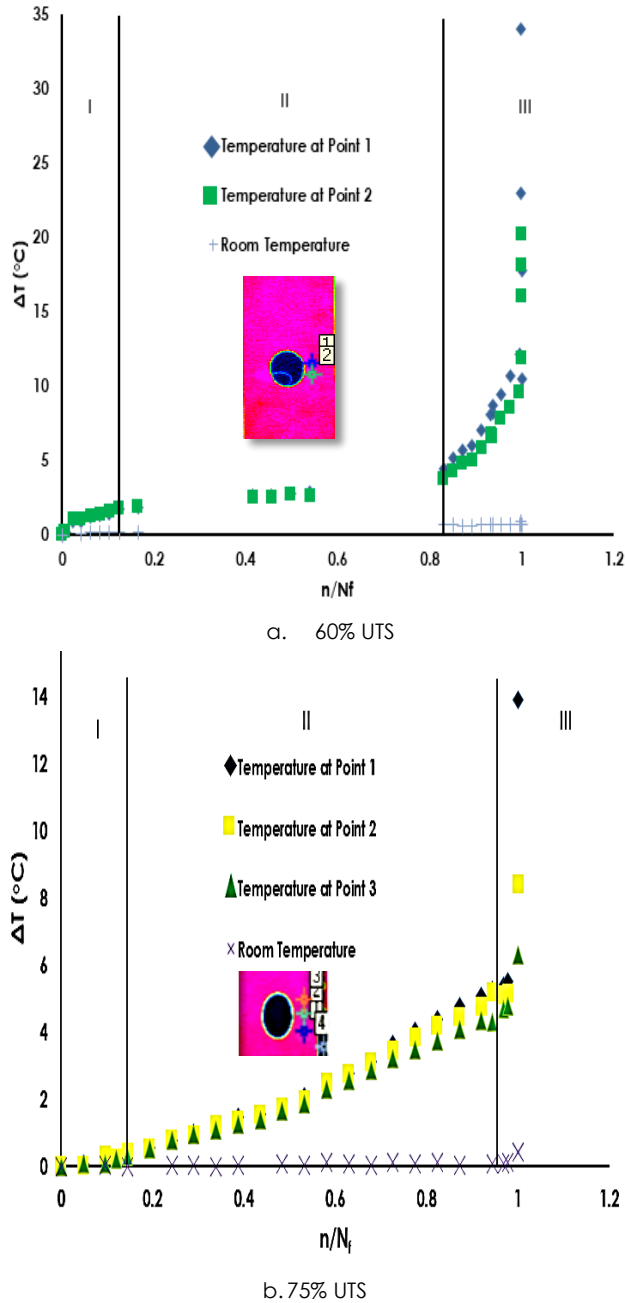 35
30
25
20
15
10
5
0
ΔT (°C)
I
II
III
Temperature at Point 1
Temperature at Point 2
Room Temperature
1
2
0
0.2
0.4
0.6
0.8
1
1.2
n/Nf
a. 60% UTS
14
12
10
8
6
4
2
0
ΔT (°C)
I
II
III
Temperature at Point 1
Temperature at Point 2
Temperature at Point 3
Room Temperature
3
2
4
0
0.2
0.4
0.6
0.8
1
1.2
n/Nf
b. 75% UTS